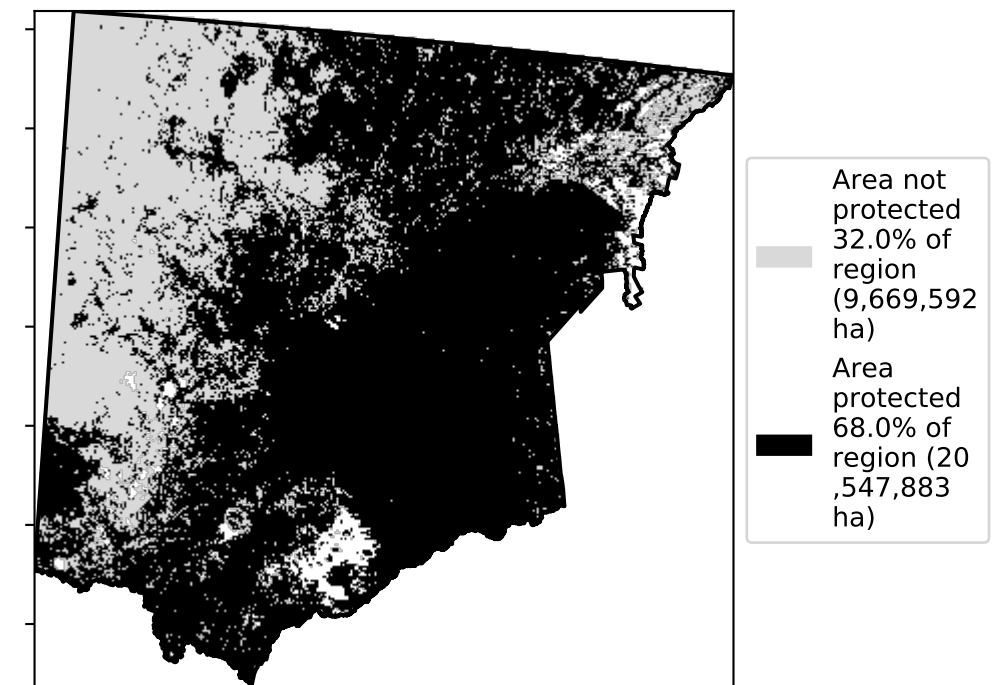 Area not
protected
32.0% of
region
(9,669,592
ha)
Area
protected
68.0% of
region (20
,547,883
ha)